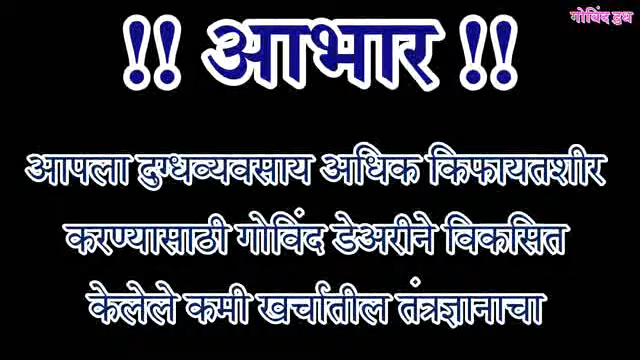 गोविंद दुध
!! आभार !!
आपला दुग्धव्यवसाय अधिक किफायतशीर
करण्यासाठी गोविंद डेअरीने विकसित
केलेले कमी खर्चातील तंत्रज्ञानाचा